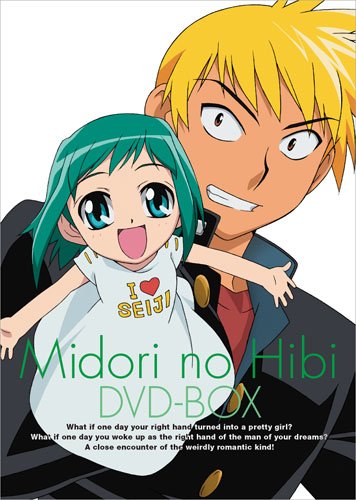 I ♥
SEIJI
Midori no Hibi
DVD-BOX
What if one day your right hand turned into a pretty girl?
What if one day you woke up as the right hand of the man of your dreams?
A close encounter of the weirdly romantic kind!